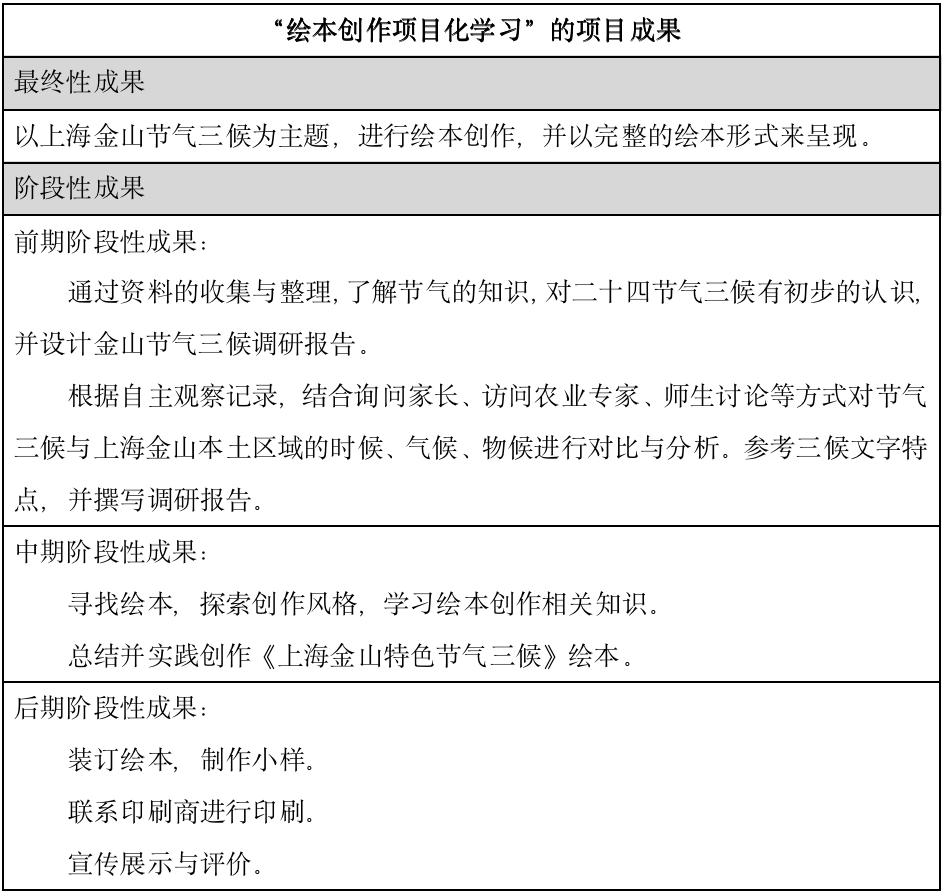 “绘本创作项目化学习”的项目成果
最终性成果
以上海金山节气三候为主题，进行绘本创作，并以完整的绘本形式来呈现。
阶段性成果
前期阶段性成果：
通过资料的收集与整理，了解节气的知识，对二十四节气三候有初步的认识，
并设计金山节气三候调研报告。
根据自主观察记录，结合询问家长、访问农业专家、师生讨论等方式对节气
三候与上海金山本土区域的时候、气候、物候进行对比与分析。参考三候文字特
点，并撰写调研报告。
中期阶段性成果：
寻找绘本，探索创作风格，学习绘本创作相关知识。
总结并实践创作《上海金山特色节气三候》绘本。
后期阶段性成果：
装订绘本，制作小样。
联系印刷商进行印刷。
宣传展示与评价。